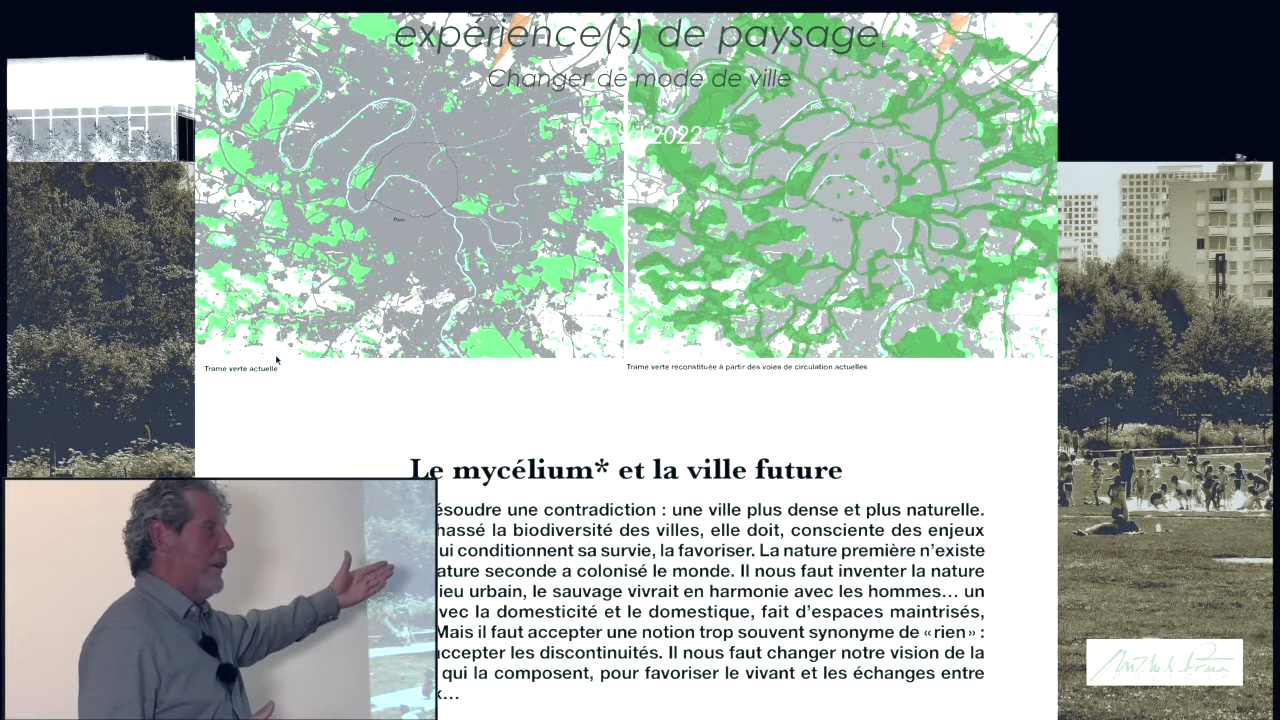 expérience(s) de paysage
Changer de mode de ville
2022
Paris
Paris
Trame verte actuelle
Trame verte reconstituée à partir des voies de circulation actuelles
Le mycélium* et la ville future
ésoudre une contradiction : une ville plus dense et plus naturelle.
hassé la biodiversité des villes, elle doit, consciente des enjeux
ui conditionnent sa survie, la favoriser. La nature première n'existe
ature seconde a colonisé le monde. Il nous faut inventer la nature
ieu urbain, le sauvage vivrait en harmonie avec les hommes… un
vec la domesticité et le domestique, fait d'espaces maintrisés,
Mais il faut accepter une notion trop souvent synonyme de « rien » :
ccepter les discontinuités. Il nous faut changer notre vision de la
qui la composent, pour favoriser le vivant et les échanges entre
x…